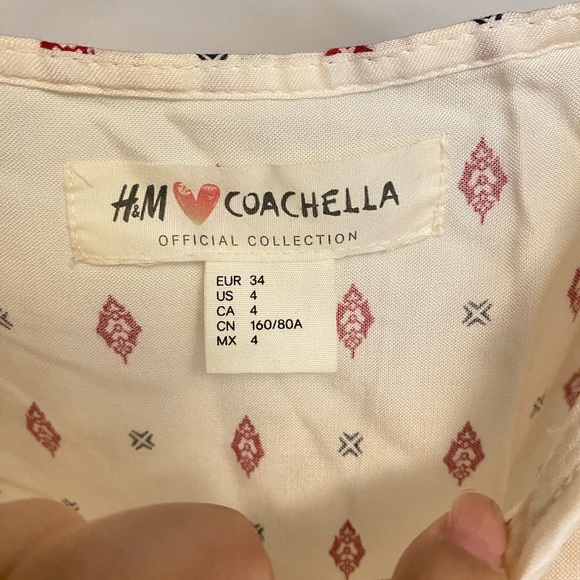 H&M COACHELLA
OFFICIAL COLLECTION
EUR 34
US 4
CA 4
CN 160/80A
MX 4